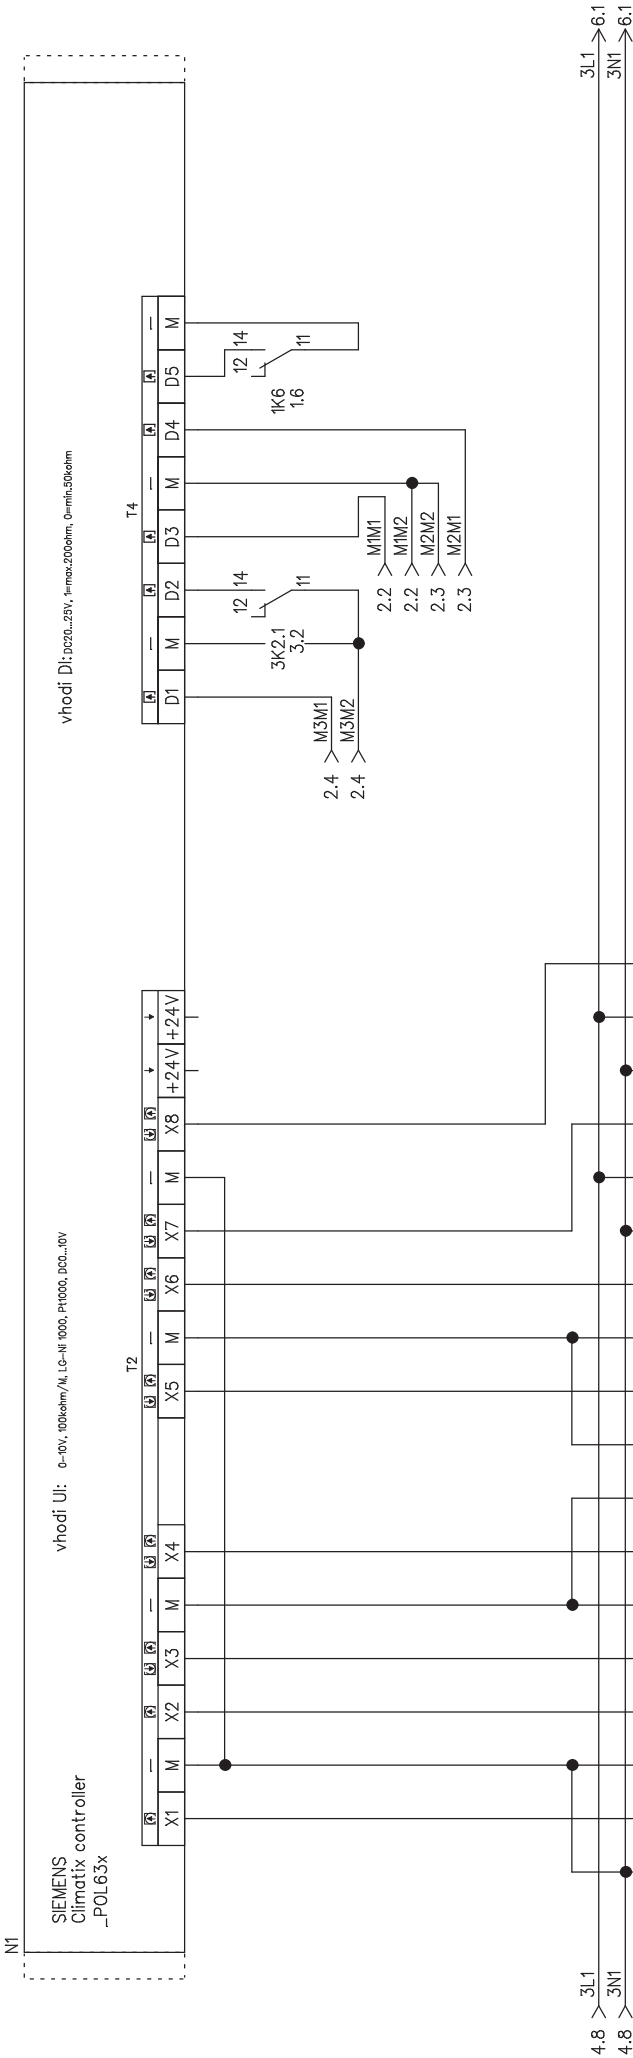 N1
SIEMENS
Climatix controller
_POL63x
vhodi UI: 0-10V, 100kohm/M, LG-Ni 1000, Pt1000, DC0...10V
vhodi DI: DC20...25V, 1=max.200ohm, 0=min.50kohm
T2
X1 M X2 X3 M X4 X5 M X6 X7 M X8 +24V +24V
T4
D1 M D2 D3 M D4 D5 M
12 14
11
3K2.1
3.2
12 14
11
1K6
1.6
2.4 M3M1
2.4 M3M2
2.2 M1M1
2.2 M1M2
2.3 M2M2
2.3 M2M1
4.8 3L1 3L1 6.1
4.8 3N1 3N1 6.1